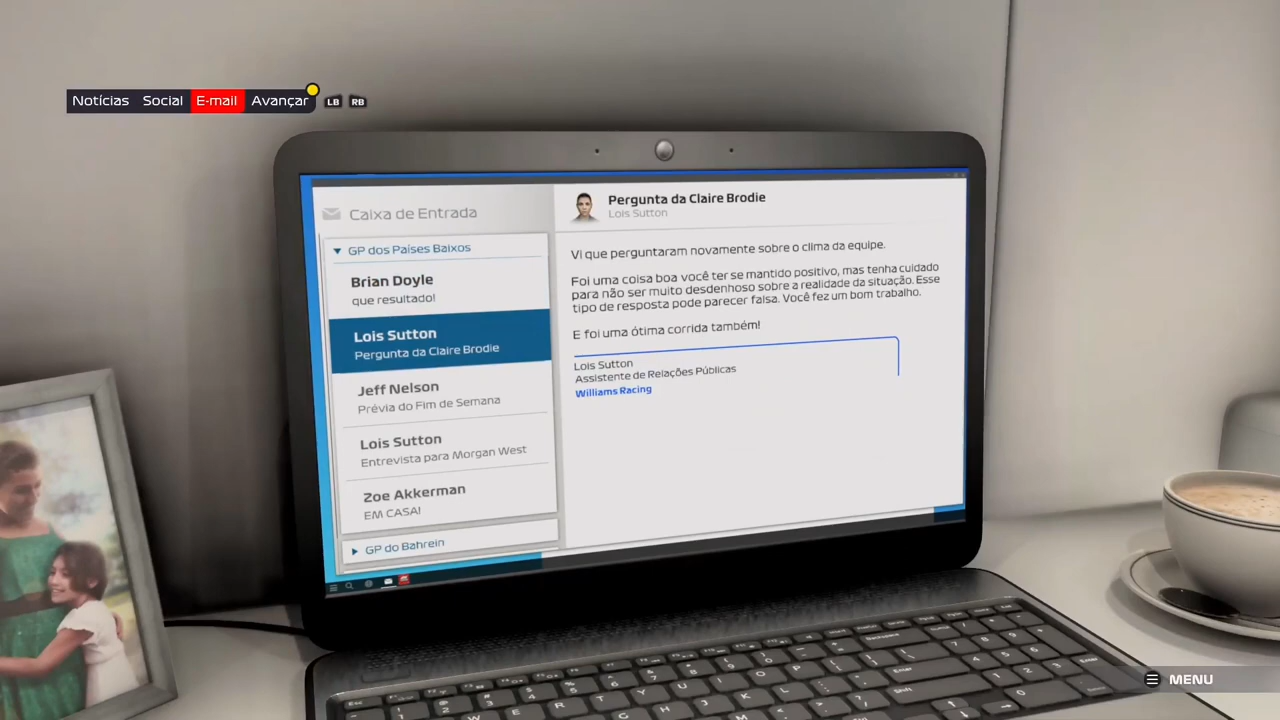 Notícias Social E-mail Avançar LB RB
Caixa de Entrada
GP dos Países Baixos
Brian Doyle
que resultado!
Lois Sutton
Pergunta da Claire Brodie
Jeff Nelson
Prévia do Fim de Semana
Lois Sutton
Entrevista para Morgan West
Zoe Akkerman
EM CASA!
GP do Bahrein
Pergunta da Claire Brodie
Lois Sutton
Vi que perguntaram novamente sobre o clima da equipe.
Foi uma coisa boa você ter se mantido positivo, mas tenha cuidado
para não ser muito desdenhoso sobre a realidade da situação. Esse
tipo de resposta pode parecer falsa. Você fez um bom trabalho.
E foi uma ótima corrida também!
Lois Sutton
Assistente de Relações Públicas
Williams Racing
MENU